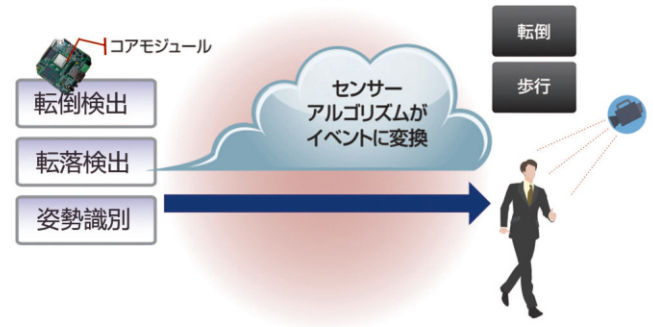 コアモジュール
転倒検出
転落検出
姿勢識別
センサー
アルゴリズムが
イベントに変換
転倒
歩行